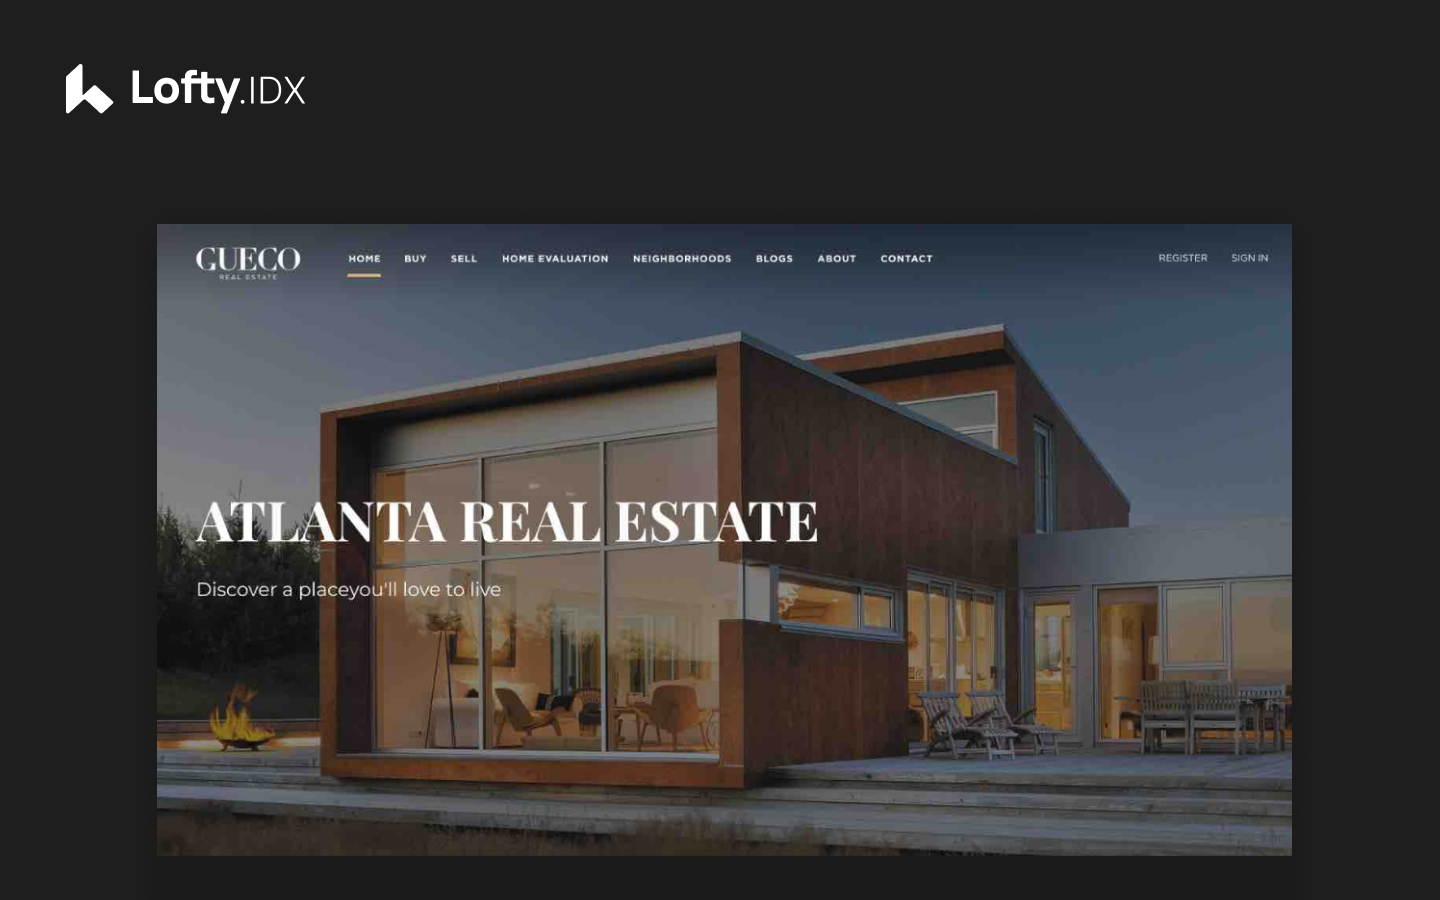 Lofty.IDX
GUECO HOME BUY SELL HOME EVALUATION NEIGHBORHOODS BLOGS ABOUT CONTACT REGISTER SIGN IN
REAL ESTATE
ATLANTA REAL ESTATE
Discover a placeyou'll love to live